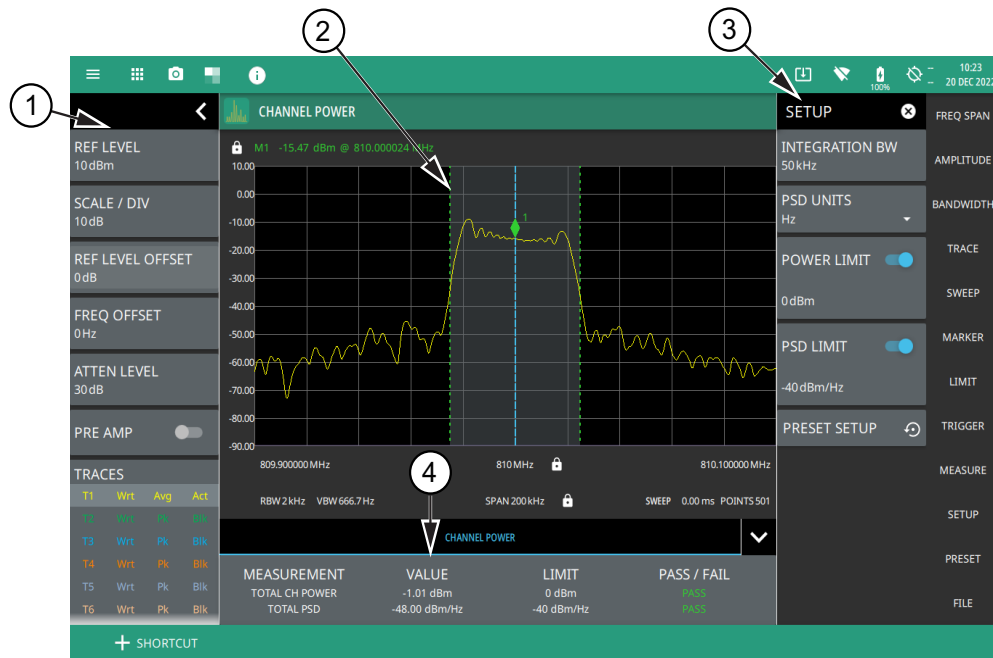 2
3
1
4
100%
10:23
20 DEC 2022
CHANNEL POWER
M1 -15.47 dBm @ 810.000024 MHz
REF LEVEL
10 dBm
SCALE / DIV
10 dB
REF LEVEL OFFSET
0 dB
FREQ OFFSET
0 Hz
ATTEN LEVEL
30 dB
PRE AMP
TRACES
T1 Wrt Avg Act
T2 Wrt Pk Blk
T3 Wrt Pk Blk
T4 Wrt Pk Blk
T5 Wrt Pk Blk
T6 Wrt Pk Blk
10.00
0.00
-10.00
-20.00
-30.00
-40.00
-50.00
-60.00
-70.00
-80.00
-90.00
1
809.900000 MHz 810 MHz 810.100000 MHz
RBW 2 kHz VBW 666.7 Hz SPAN 200 kHz SWEEP 0.00 ms POINTS 501
CHANNEL POWER
MEASUREMENT VALUE LIMIT PASS / FAIL
TOTAL CH POWER -1.01 dBm 0 dBm PASS
TOTAL PSD -48.00 dBm/Hz -40 dBm/Hz PASS
SETUP
INTEGRATION BW
50 kHz
PSD UNITS
Hz
POWER LIMIT
0 dBm
PSD LIMIT
-40 dBm/Hz
PRESET SETUP
FREQ SPAN
AMPLITUDE
BANDWIDTH
TRACE
SWEEP
MARKER
LIMIT
TRIGGER
MEASURE
SETUP
PRESET
FILE
+ SHORTCUT